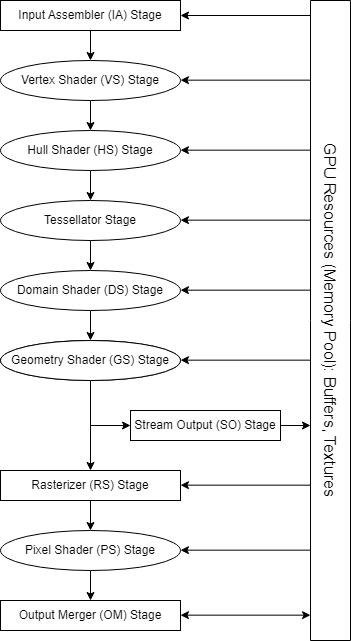 Input Assembler (IA) Stage
Vertex Shader (VS) Stage
Hull Shader (HS) Stage
Tessellator Stage
Domain Shader (DS) Stage
Geometry Shader (GS) Stage
Stream Output (SO) Stage
Rasterizer (RS) Stage
Pixel Shader (PS) Stage
Output Merger (OM) Stage
GPU Resources (Memory Pool): Buffers, Textures